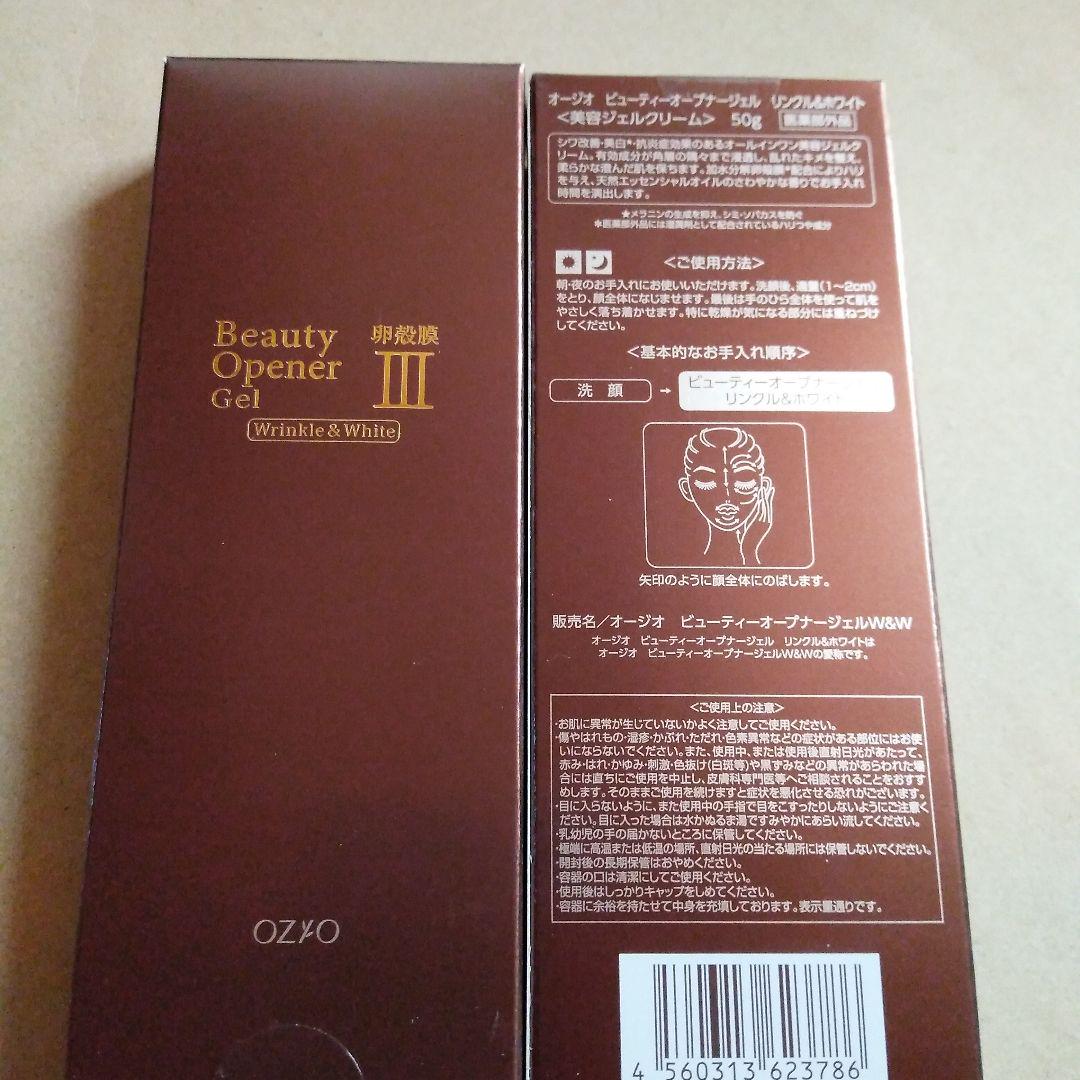 Beauty
Opener
Gel
卵殻膜
III
Wrinkle & White
OZIO
オージオ ビューティーオープナージェル リンクル&ホワイト
<美容ジェルクリーム> 50g 医薬部外品
シワ改善・美白★・抗炎症効果のあるオールインワン美容ジェルク
リーム。有効成分が角層の隅々まで浸透し、乱れたキメを整え、
柔らかな澄んだ肌を保ちます。加水分解卵殻膜*配合によりハリ
を与え、天然エッセンシャルオイルのさわやかな香りでお手入れ
時間を演出します。
★メラニンの生成を抑え、シミ・ソバカスを防ぐ
*医薬部外品には湿潤剤として配合されているハリつや成分
<ご使用方法>
朝・夜のお手入れにお使いいただけます。洗顔後、適量(1~2cm)
をとり、顔全体になじませます。最後は手のひら全体を使って肌を
やさしく落ち着かせます。特に乾燥が気になる部分には重ねづけ
してください。
<基本的なお手入れ順序>
洗 顔 → ビューティーオープナー
リンクル&ホワイト
矢印のように顔全体にのばします。
販売名/オージオ ビューティーオープナージェルW&W
オージオ ビューティーオープナージェル リンクル&ホワイトは
オージオ ビューティーオープナージェルW&Wの愛称です。
<ご使用上の注意>
・お肌に異常が生じていないかよく注意してご使用ください。
・傷やはれもの・湿疹・かぶれ・ただれ・色素異常などの症状がある部位にはお使
いにならないでください。また、使用中、または使用後直射日光があたって、
赤み・はれ・かゆみ・刺激・色抜け(白斑等)や黒ずみなどの異常があらわれた場
合には直ちにご使用を中止し、皮膚科専門医等へご相談されることをおすす
めします。そのままご使用を続けますと症状を悪化させる恐れがございます。
・目に入らないように、また使用中の手指で目をこすったりしないようにご注意く
ださい。目に入った場合は水かぬるま湯ですみやかにあらい流してください。
・乳幼児の手の届かないところに保管してください。
・極端に高温または低温の場所、直射日光の当たる場所には保管しないでください。
・開封後の長期保管はおやめください。
・容器の口は清潔にしてご使用ください。
・使用後はしっかりキャップをしめてください。
・容器に余裕を持たせて中身を充填しております。表示量通りです。
4 560313 623786